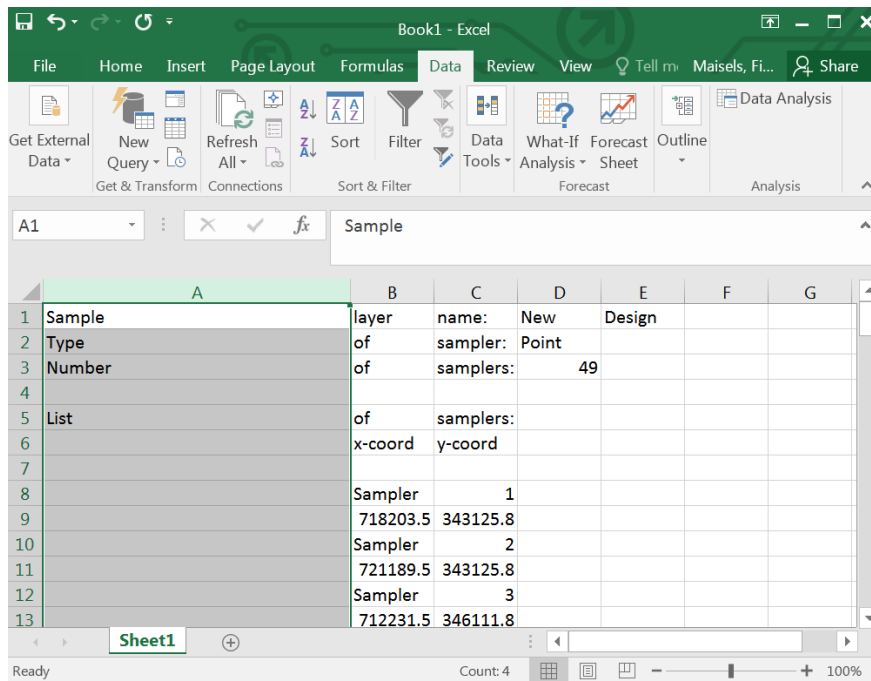 Book1 - Excel
File Home Insert Page Layout Formulas Data Review View Tell m Maisels, Fi... Share
Get External Data
New Query
Refresh All
Sort
Filter
Data Tools
What-If Analysis
Forecast Sheet
Outline
Data Analysis
Get & Transform Connections Sort & Filter Forecast Analysis
A1 fx Sample
A B C D E F G
1 Sample layer name: New Design
2 Type of sampler: Point
3 Number of samplers: 49
4
5 List of samplers:
6 x-coord y-coord
7
8 Sampler 1
9 718203.5 343125.8
10 Sampler 2
11 721189.5 343125.8
12 Sampler 3
13 712231.5 346111.8
Sheet1
Ready Count: 4 100%